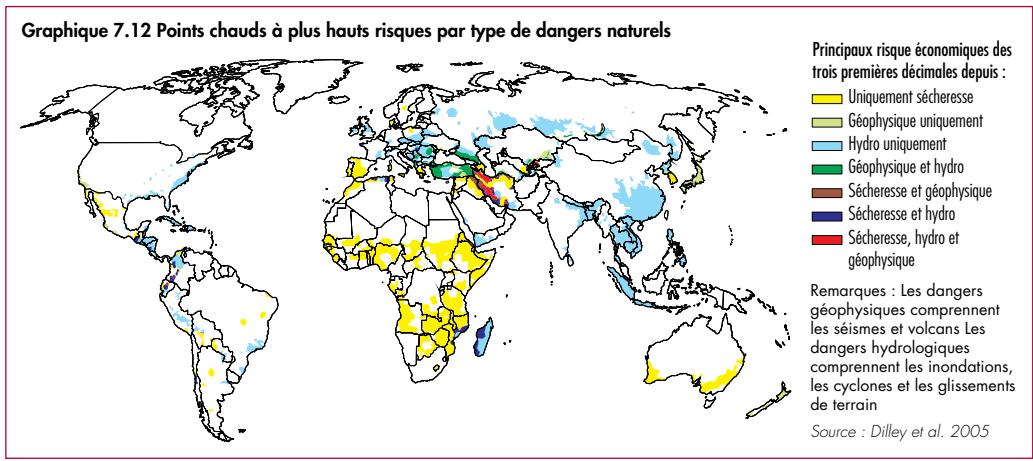 Graphique 7.12 Points chauds à plus hauts risques par type de dangers naturels
Principaux risque économiques des
trois premières décimales depuis :
Uniquement sécheresse
Géophysique uniquement
Hydro uniquement
Géophysique et hydro
Sécheresse et géophysique
Sécheresse et hydro
Sécheresse, hydro et
géophysique
Remarques : Les dangers
géophysiques comprennent
les séismes et volcans Les
dangers hydrologiques
comprennent les inondations,
les cyclones et les glissements
de terrain
Source : Dilley et al. 2005